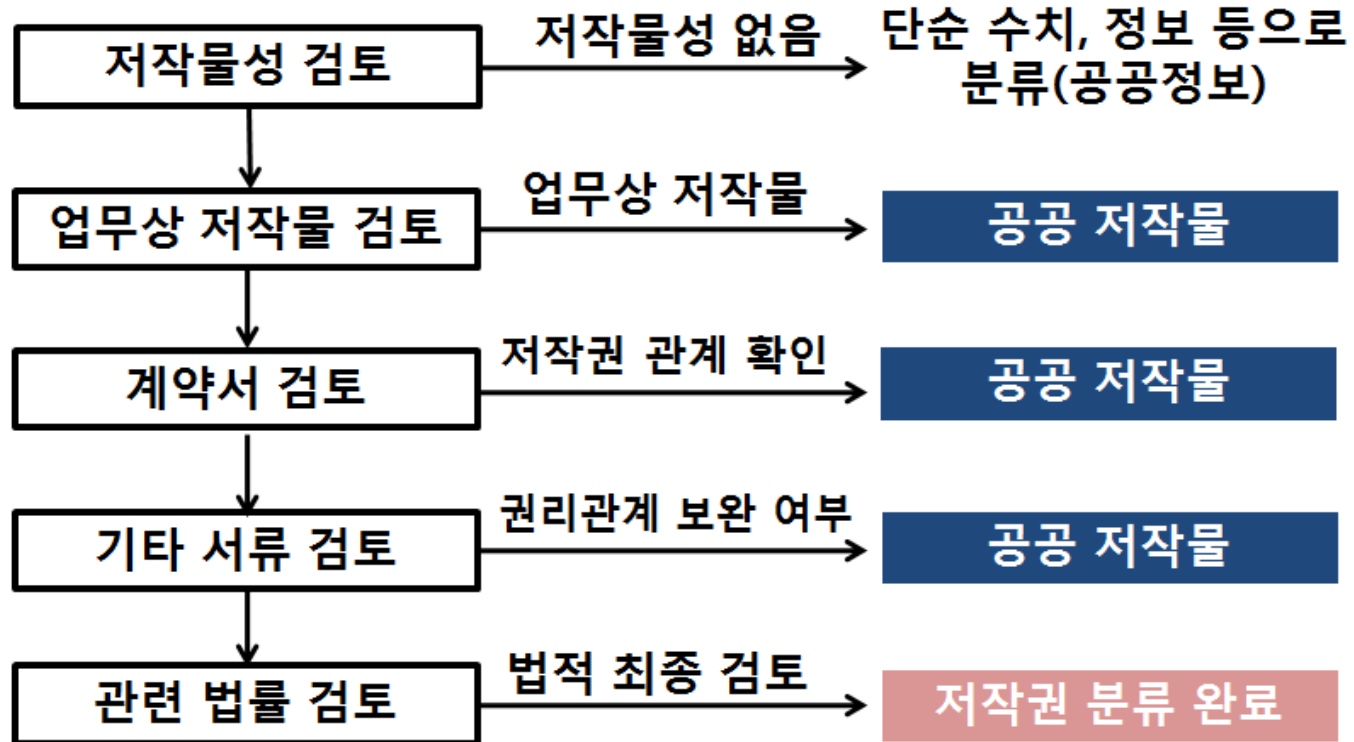 저작물성 검토
저작물성 없음
단순 수치, 정보 등으로
분류(공공정보)
업무상 저작물 검토
업무상 저작물
공공 저작물
계약서 검토
저작권 관계 확인
공공 저작물
기타 서류 검토
권리관계 보완 여부
공공 저작물
관련 법률 검토
법적 최종 검토
저작권 분류 완료